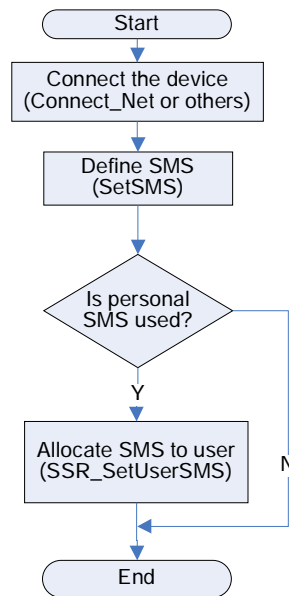 Start
Connect the device
(Connect_Net or others)
Define SMS
(SetSMS)
Is personal
SMS used?
Y
Allocate SMS to user
(SSR_SetUserSMS)
N
End